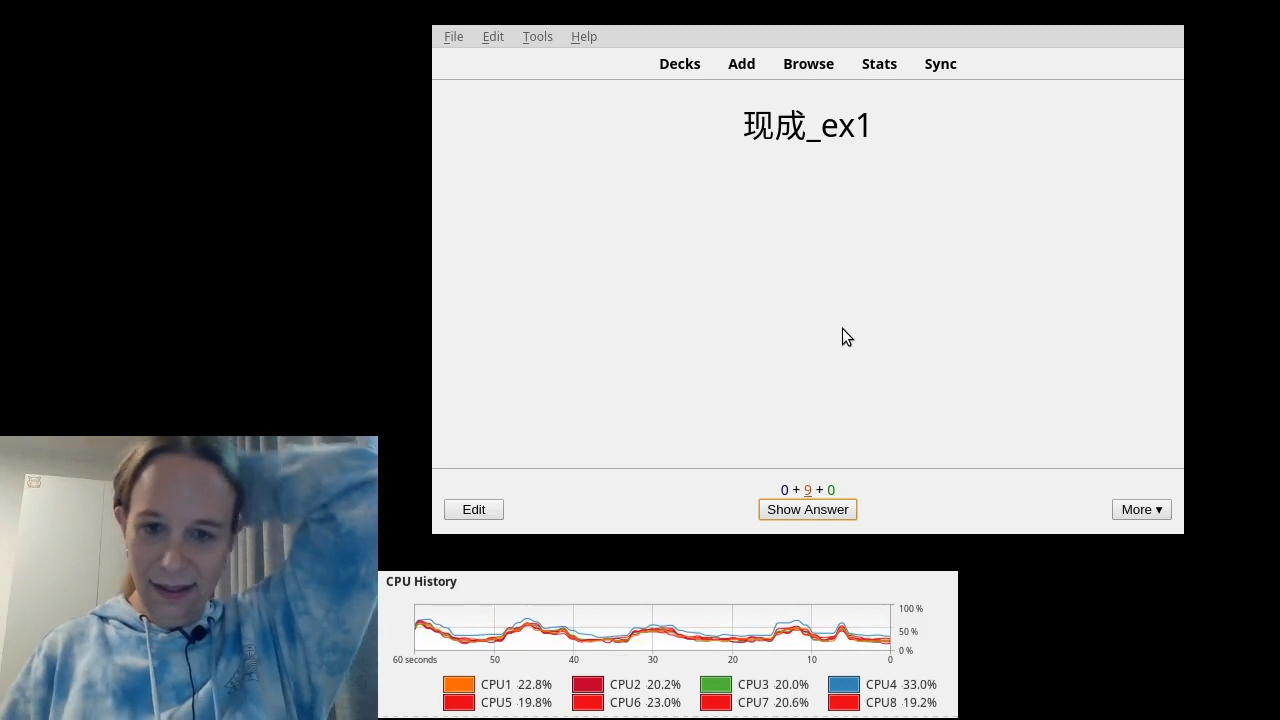 File Edit Tools Help
Decks Add Browse Stats Sync
现成_ex1
0 + 9 + 0
Edit Show Answer More ▾
CPU History
100 %
50 %
0 %
60 seconds 50 40 30 20 10 0
CPU1 22.8% CPU2 20.2% CPU3 20.0% CPU4 33.0%
CPU5 19.8% CPU6 23.0% CPU7 20.6% CPU8 19.2%